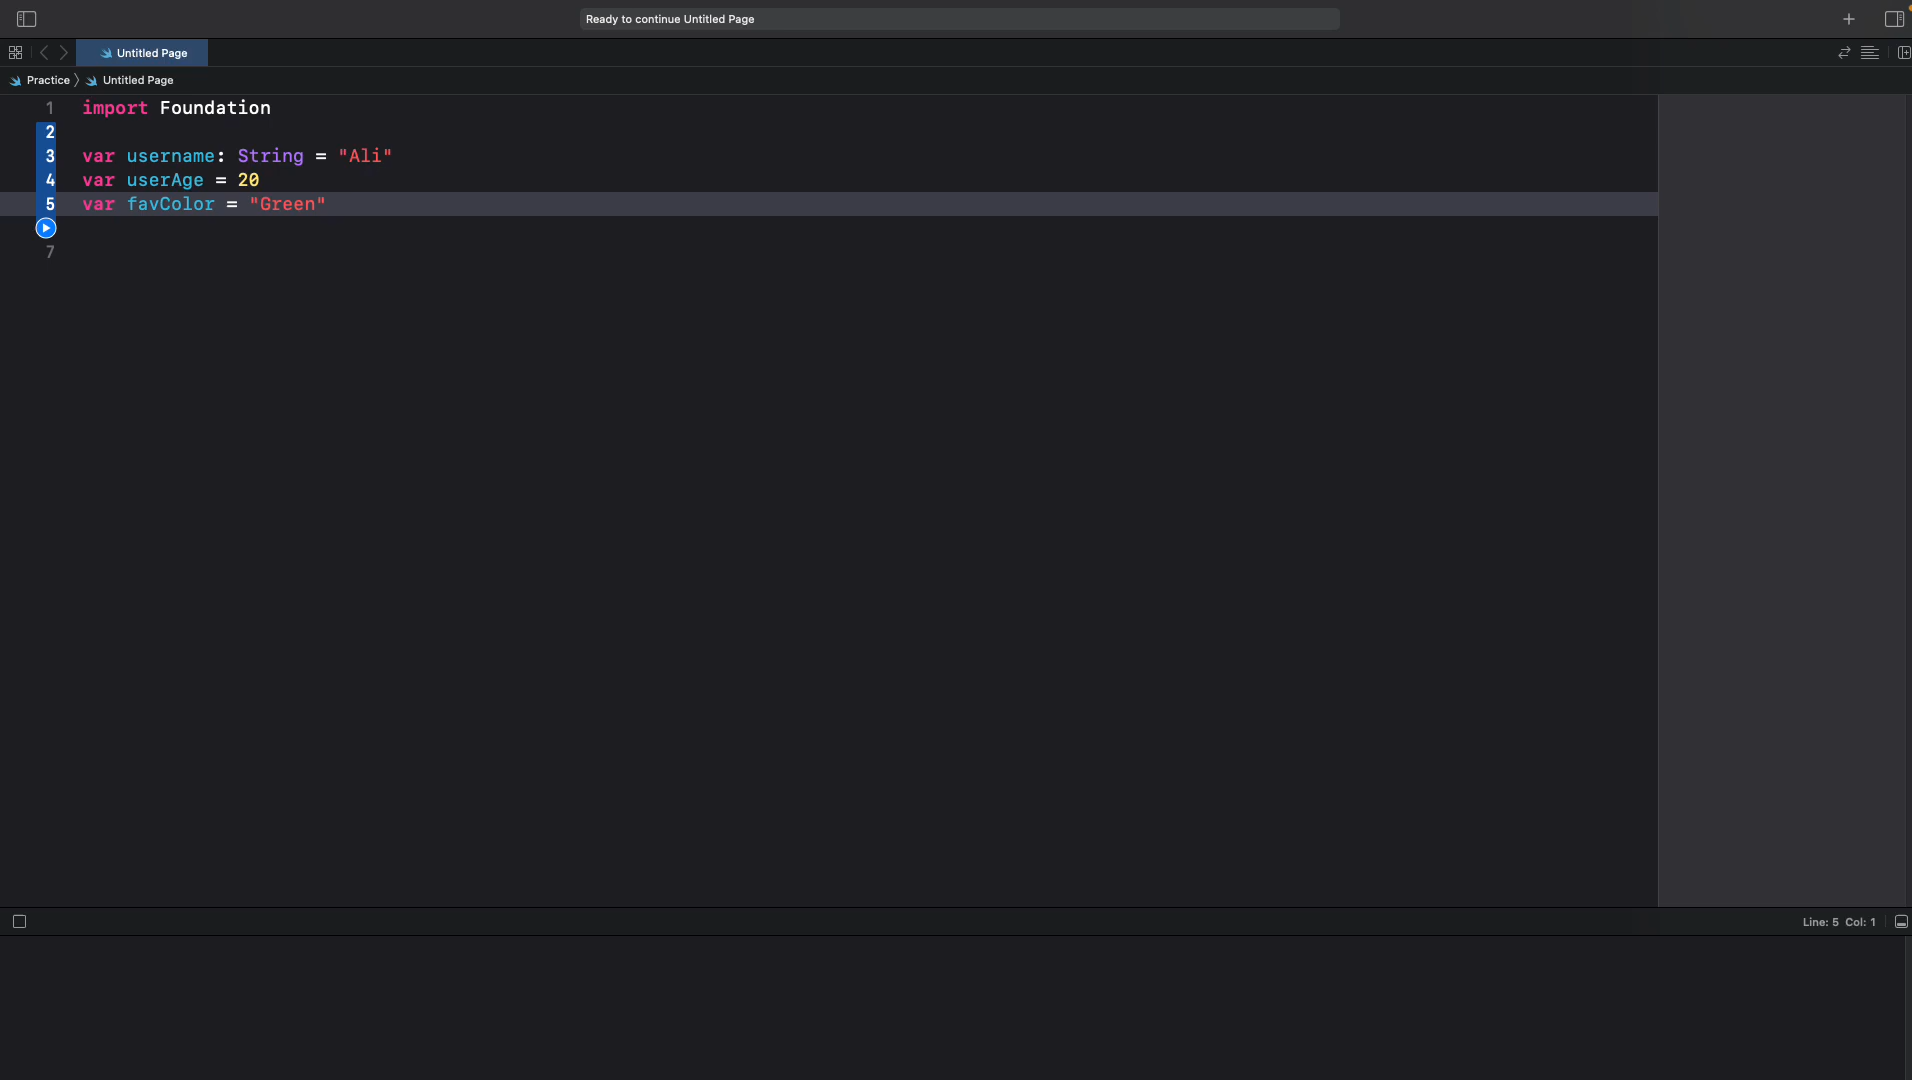 Ready to continue Untitled Page
Untitled Page
Practice Untitled Page
1 import Foundation
2
3 var username: String = "Ali"
4 var userAge = 20
5 var favColor = "Green"
7
Line: 5 Col: 1